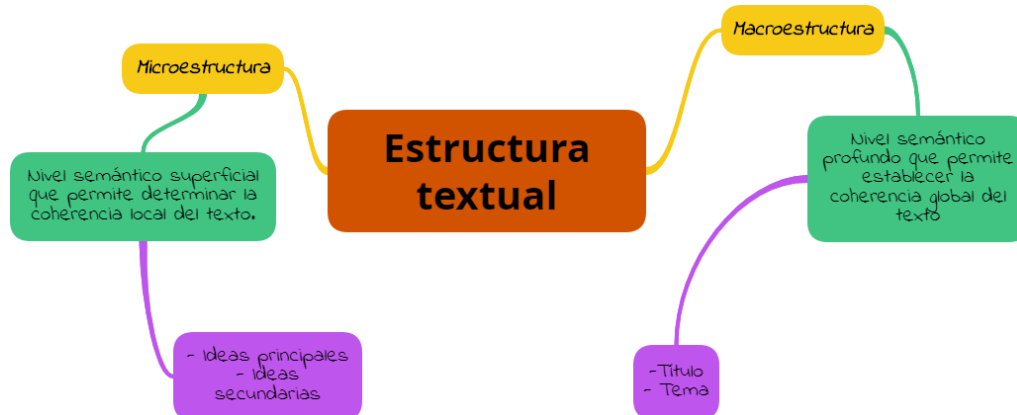 Macroestructura
Microestructura
Estructura
textual
Nivel semántico
profundo que permite
establecer la
coherencia global del
texto
Nivel semántico superficial
que permite determinar la
coherencia local del texto.
- Ideas principales
- Ideas
secundarias
-Título
- Tema